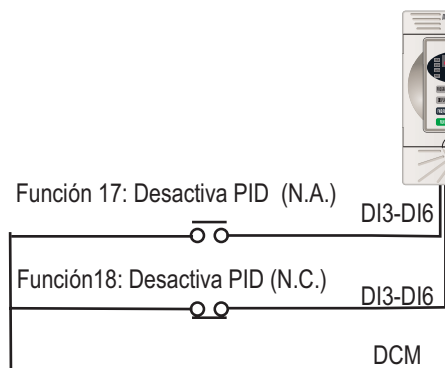 Función 17: Desactiva PID (N.A.)
DI3-DI6
Función18: Desactiva PID (N.C.)
DI3-DI6
DCM